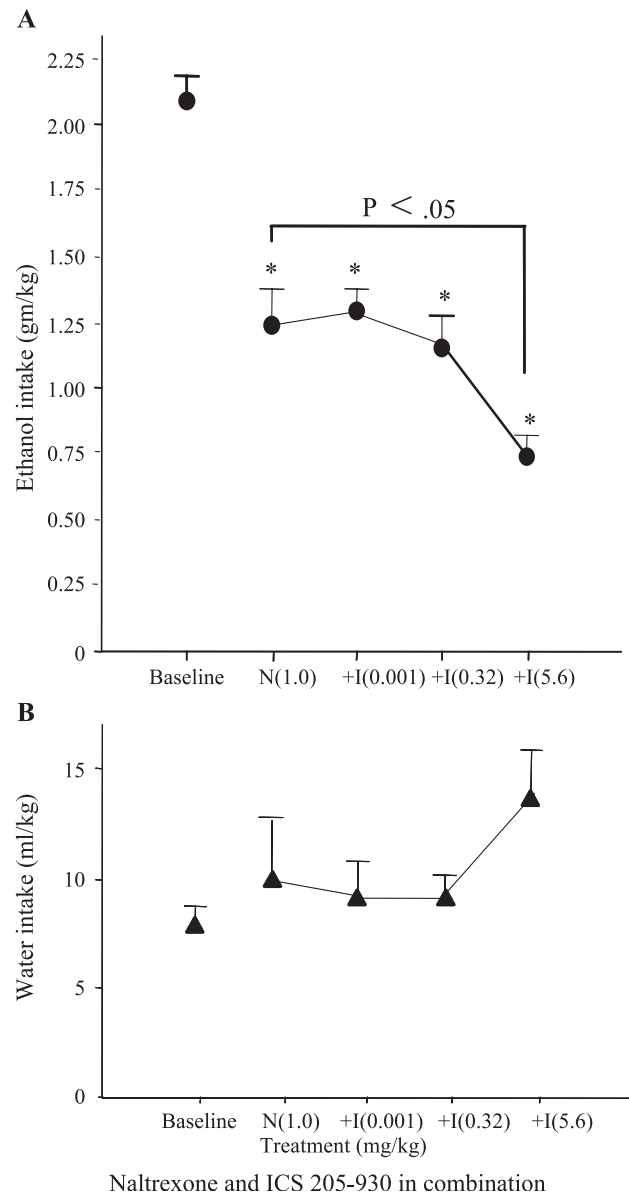 A
Ethanol intake (gm/kg)
2.25
2.00
1.75
1.50
1.25
1.00
0.75
0.50
0.25
0
P < .05
*
*
*
*
Baseline N(1.0) +I(0.001) +I(0.32) +I(5.6)
B
Water intake (ml/kg)
15
10
5
0
Baseline N(1.0) +I(0.001) +I(0.32) +I(5.6)
Treatment (mg/kg)
Naltrexone and ICS 205-930 in combination